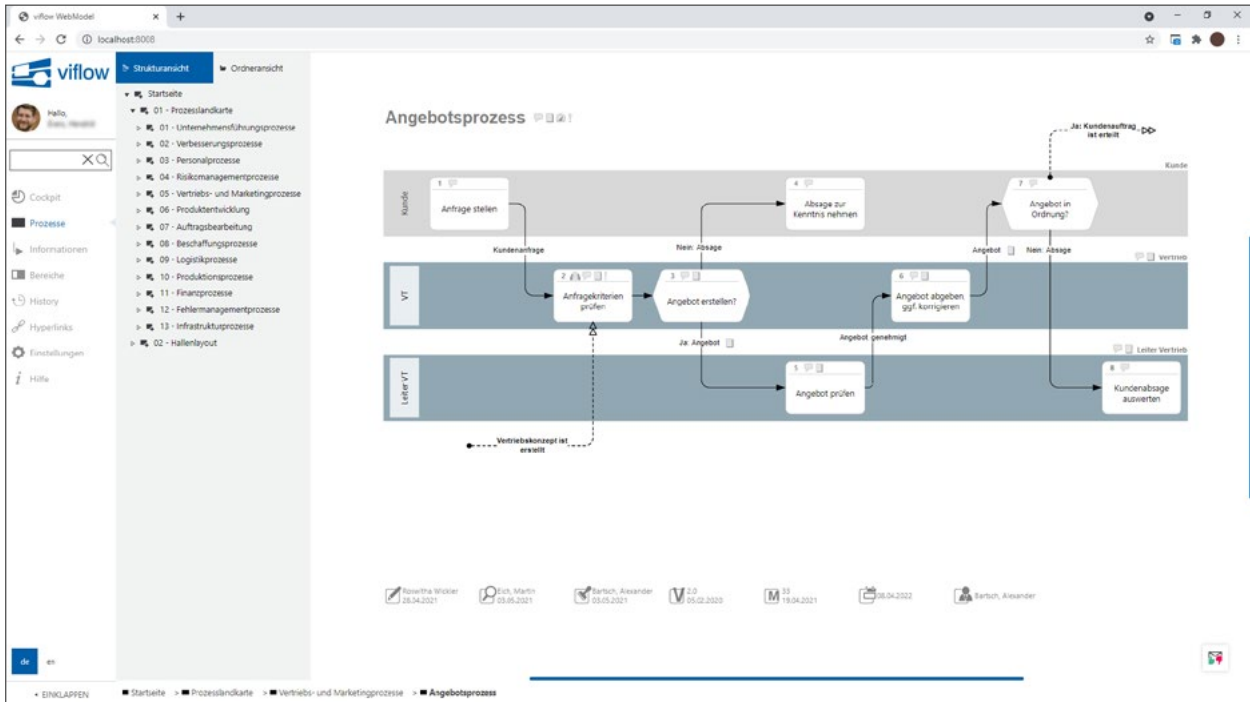 viflow WebModel
localhost:8008
viflow
Hallo,
Cockpit
Prozesse
Informationen
Bereiche
History
Hyperlinks
Einstellungen
Hilfe
de en
EINKLAPPEN
Strukturansicht Ordneransicht
Startseite
01 - Prozesslandkarte
01 - Unternehmensführungsprozesse
02 - Verbesserungsprozesse
03 - Personalprozesse
04 - Risikomanagementprozesse
05 - Vertriebs- und Marketingprozesse
06 - Produktentwicklung
07 - Auftragsbearbeitung
08 - Beschaffungsprozesse
09 - Logistikprozesse
10 - Produktionsprozesse
11 - Finanzprozesse
12 - Fehlermanagementprozesse
13 - Infrastrukturprozesse
02 - Hallenlayout
Angebotsprozess
Ja: Kundenauftrag
ist erteilt
Kunde
Kunde
1
Anfrage stellen
4
Absage zur
Kenntnis nehmen
7
Angebot in
Ordnung?
Kundenanfrage
Nein: Absage
Angebot
Nein: Absage
Vertrieb
VT
2
Anfragekriterien
prüfen
3
Angebot erstellen?
6
Angebot abgeben
ggf. korrigieren
Ja: Angebot
Angebot genehmigt
Leiter Vertrieb
Leiter VT
5
Angebot prüfen
8
Kundenabsage
auswerten
Vertriebskonzept ist
erstellt
Roswitha Wickler
Eich, Martin
03.05.2021
Bartsch, Alexander
03.05.2021
2.0
05.02.2020
33
19.04.2021
08.04.2022
Bartsch, Alexander
Startseite > Prozesslandkarte > Vertriebs- und Marketingprozesse > Angebotsprozess